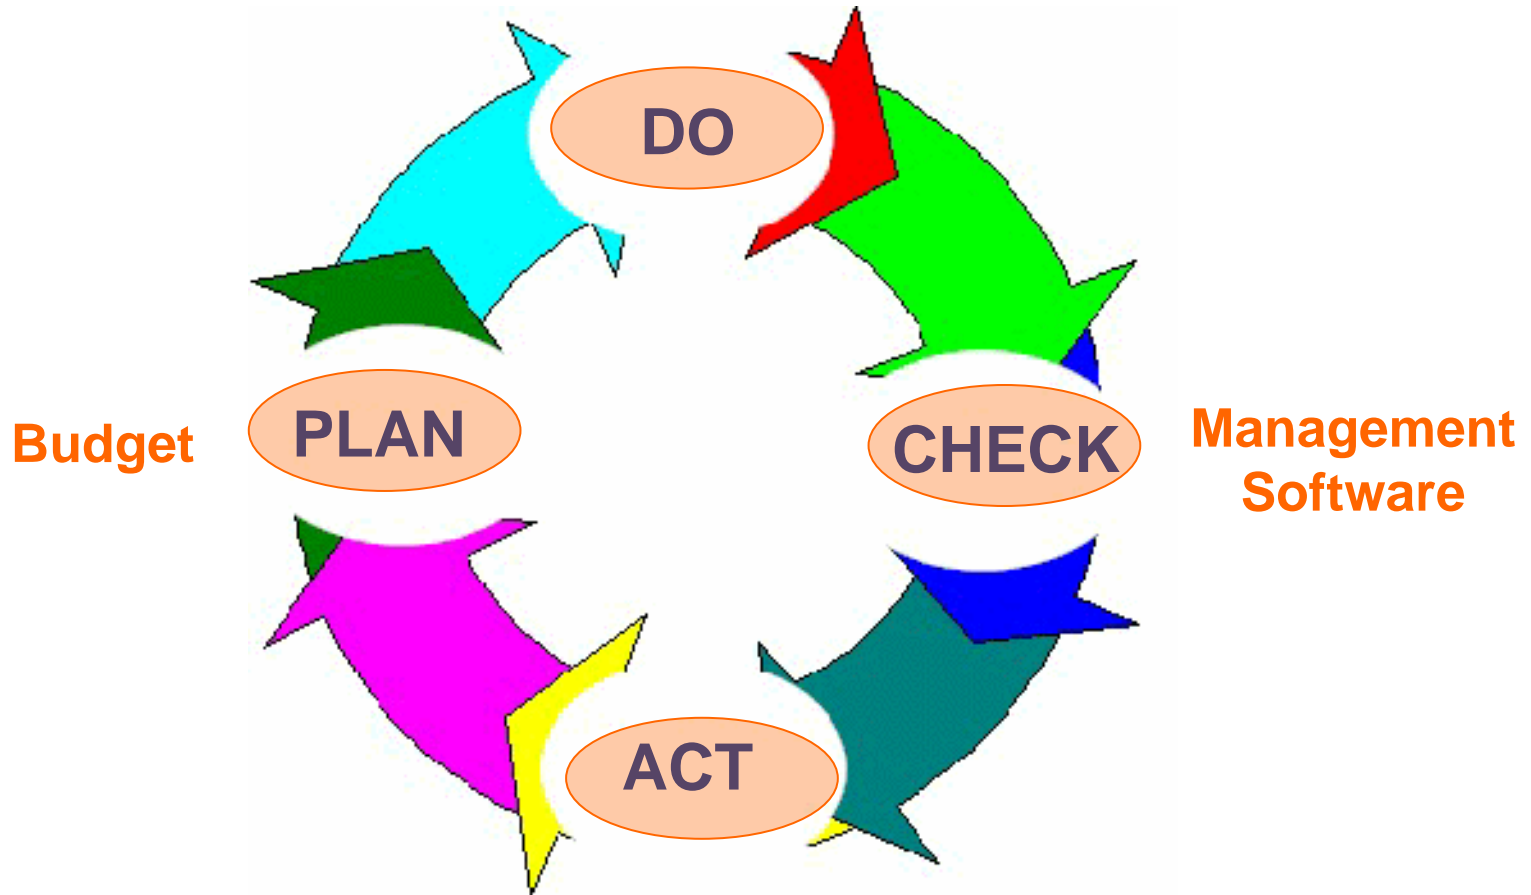 DO
Budget
PLAN
CHECK
Management
Software
ACT